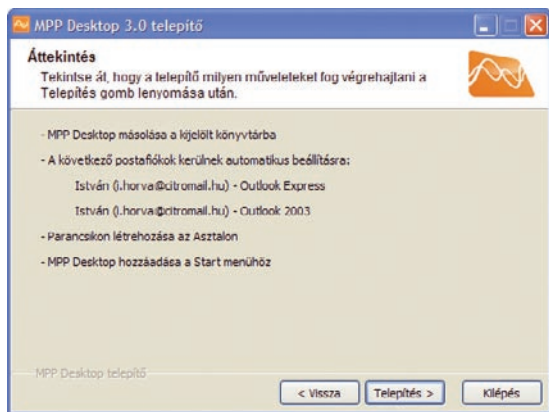 MPP Desktop 3.0 telepítő
Áttekintés
Tekintse át, hogy a telepítő milyen műveleteket fog végrehajtani a
Telepítés gomb lenyomása után.
- MPP Desktop másolása a kijelölt könyvtárba
- A következő postafiókok kerülnek automatikus beállításra:
István (i.horva@citromail.hu) - Outlook Express
István (i.horva@citromail.hu) - Outlook 2003
- Parancsikon létrehozása az Asztalon
- MPP Desktop hozzáadása a Start menühöz
MPP Desktop telepítő
< Vissza Telepítés > Kilépés